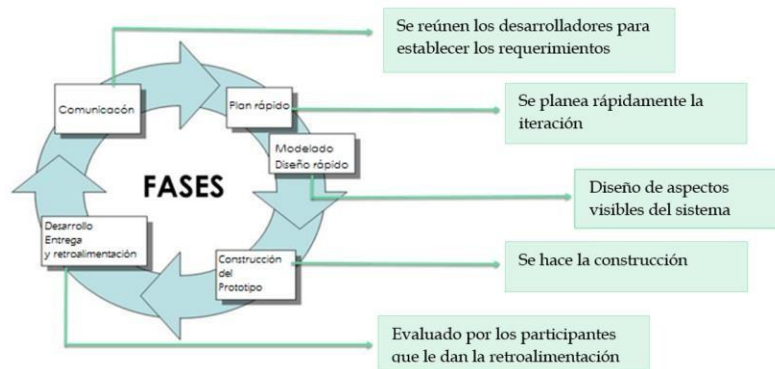 Se reúnen los desarrolladores para
establecer los requerimientos
Comunicacón
Plan rápido
Se planea rápidamente la
iteración
Modelado
Diseño rápido
FASES
Diseño de aspectos
visibles del sistema
Desarrollo
Entrega
y retroalimentación
Construcción
del
Prototipo
Se hace la construcción
Evaluado por los participantes
que le dan la retroalimentación